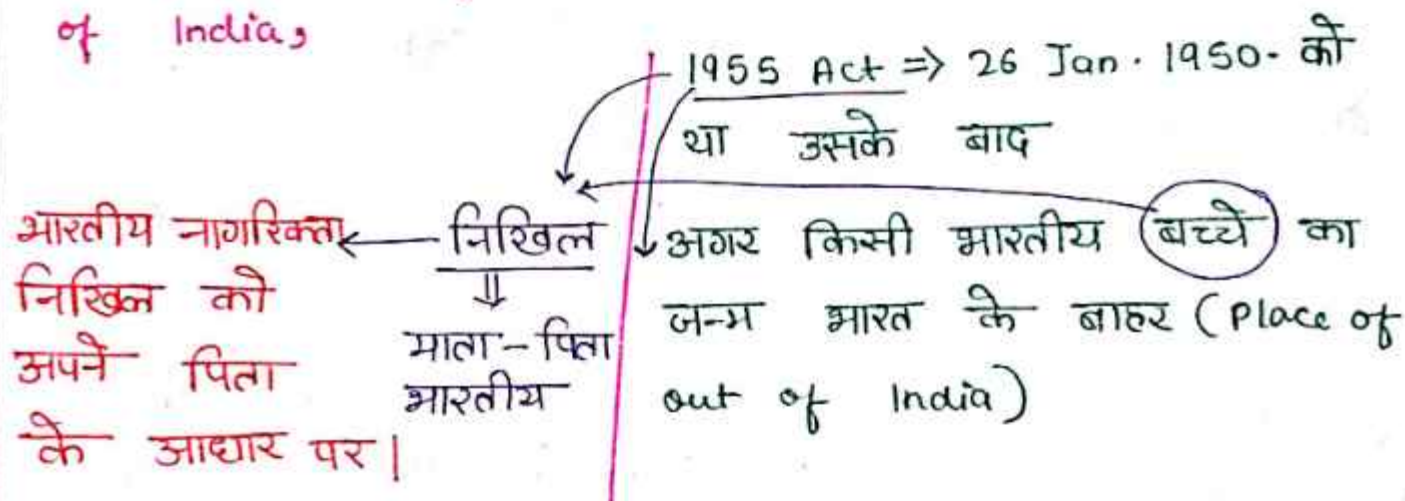 of India,
1955 Act => 26 Jan. 1950. को
था उसके बाद
अगर किसी भारतीय बच्चे का
जन्म भारत के बाहर (Place of
out of India)
निखिल
⇓
माता-पिता
भारतीय
भारतीय नागरिक्ता
निखिल को
अपने पिता
के आधार पर।